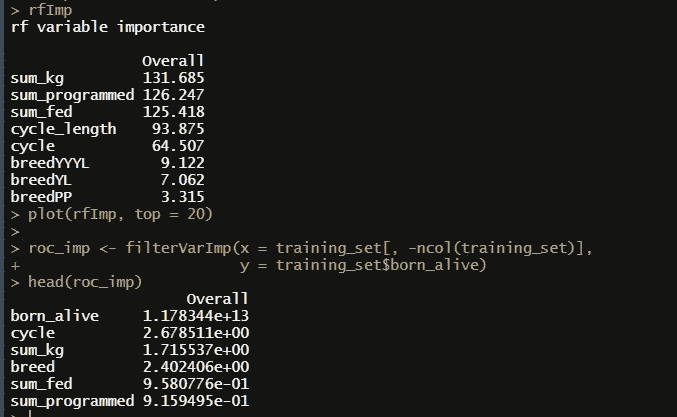 > rfImp
rf variable importance
Overall
sum_kg 131.685
sum_programmed 126.247
sum_fed 125.418
cycle_length 93.875
cycle 64.507
breedYYYL 9.122
breedYL 7.062
breedPP 3.315
> plot(rfImp, top = 20)
>
> roc_imp <- filterVarImp(x = training_set[, -ncol(training_set)],
+ y = training_set$born_alive)
> head(roc_imp)
Overall
born_alive 1.178344e+13
cycle 2.678511e+00
sum_kg 1.715537e+00
breed 2.402406e+00
sum_fed 9.580776e-01
sum_programmed 9.159495e-01
>